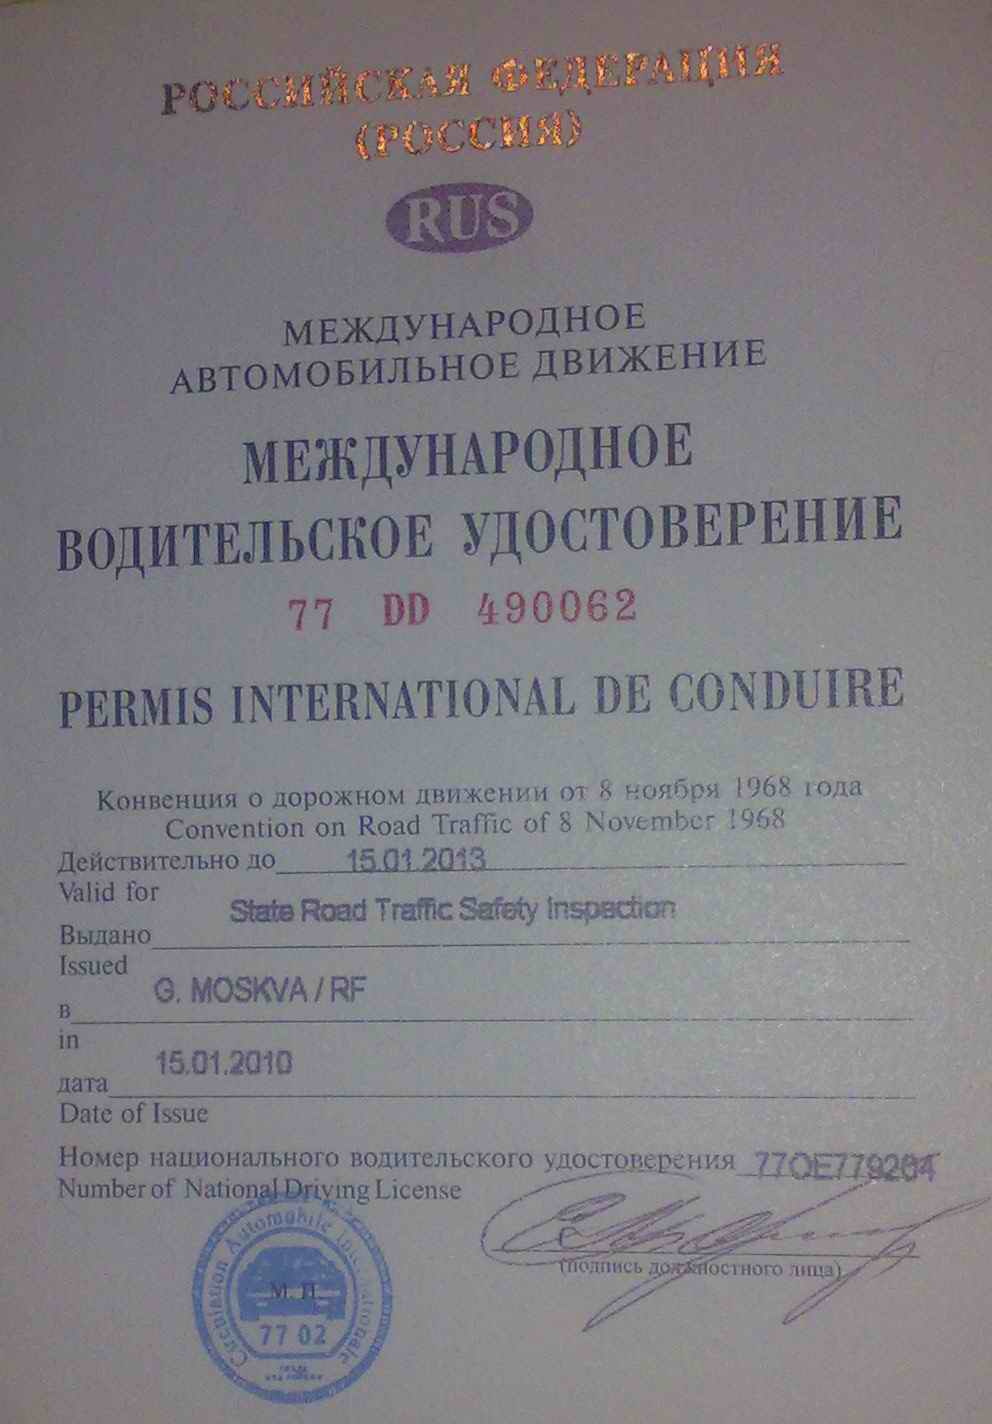 РОССИЙСКАЯ ФЕДЕРАЦИЯ
(РОССИЯ)
RUS
МЕЖДУНАРОДНОЕ
АВТОМОБИЛЬНОЕ ДВИЖЕНИЕ
МЕЖДУНАРОДНОЕ
ВОДИТЕЛЬСКОЕ УДОСТОВЕРЕНИЕ
77 DD 490062
PERMIS INTERNATIONAL DE CONDUIRE
Конвенция о дорожном движении от 8 ноября 1968 года
Convention on Road Traffic of 8 November 1968
Действительно до 15.01.2013
Valid for
State Road Traffic Safety Inspection
Выдано
Issued
G. MOSKVA / RF
в
in
15.01.2010
дата
Date of Issue
Номер национального водительского удостоверения 77OE779264
Number of National Driving License
(подпись должностного лица)
Circulation Automobile Internationale
М. П.
77 02